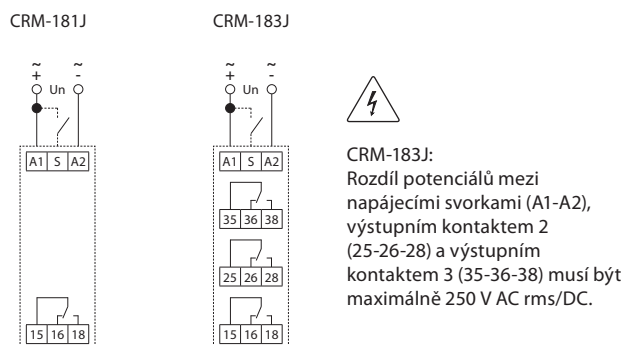 CRM-181J
~ ~
+ -
Un
A1 S A2
15 16 18
CRM-183J
~ ~
+ -
Un
A1 S A2
35 36 38
25 26 28
15 16 18
CRM-183J:
Rozdíl potenciálů mezi
napájecími svorkami (A1-A2),
výstupním kontaktem 2
(25-26-28) a výstupním
kontaktem 3 (35-36-38) musí být
maximálně 250 V AC rms/DC.